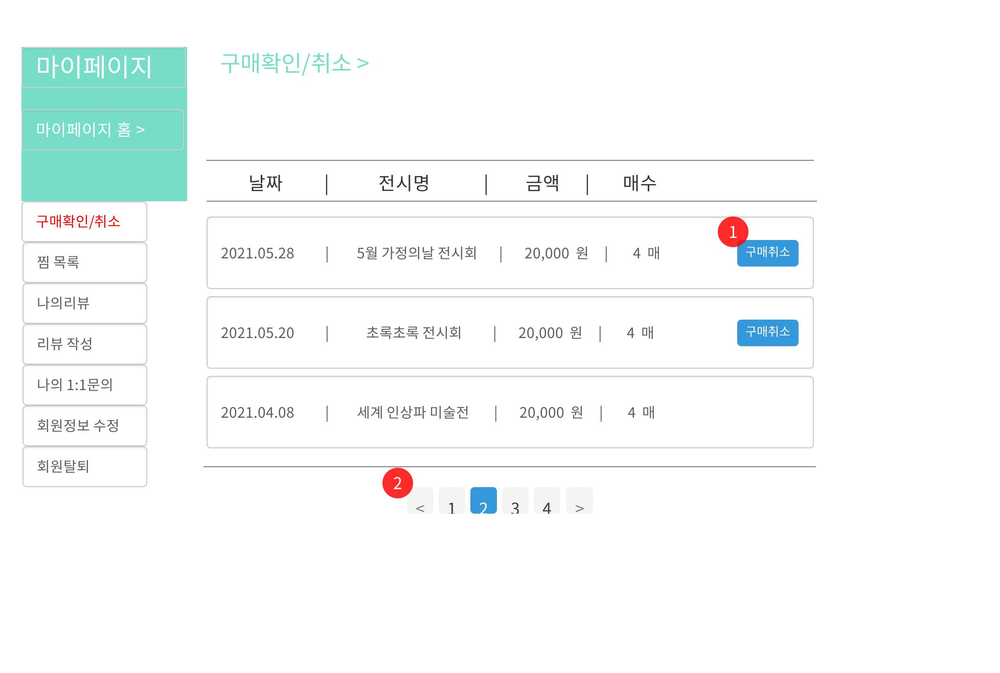 마이페이지
마이페이지 홈 >
구매확인/취소
찜 목록
나의리뷰
리뷰 작성
나의 1:1문의
회원정보 수정
회원탈퇴
구매확인/취소 >
날짜 | 전시명 | 금액 | 매수
1
2021.05.28 | 5월 가정의날 전시회 | 20,000 원 | 4 매 구매취소
2021.05.20 | 초록초록 전시회 | 20,000 원 | 4 매 구매취소
2021.04.08 | 세계 인상파 미술전 | 20,000 원 | 4 매
2
< 1 2 3 4 >